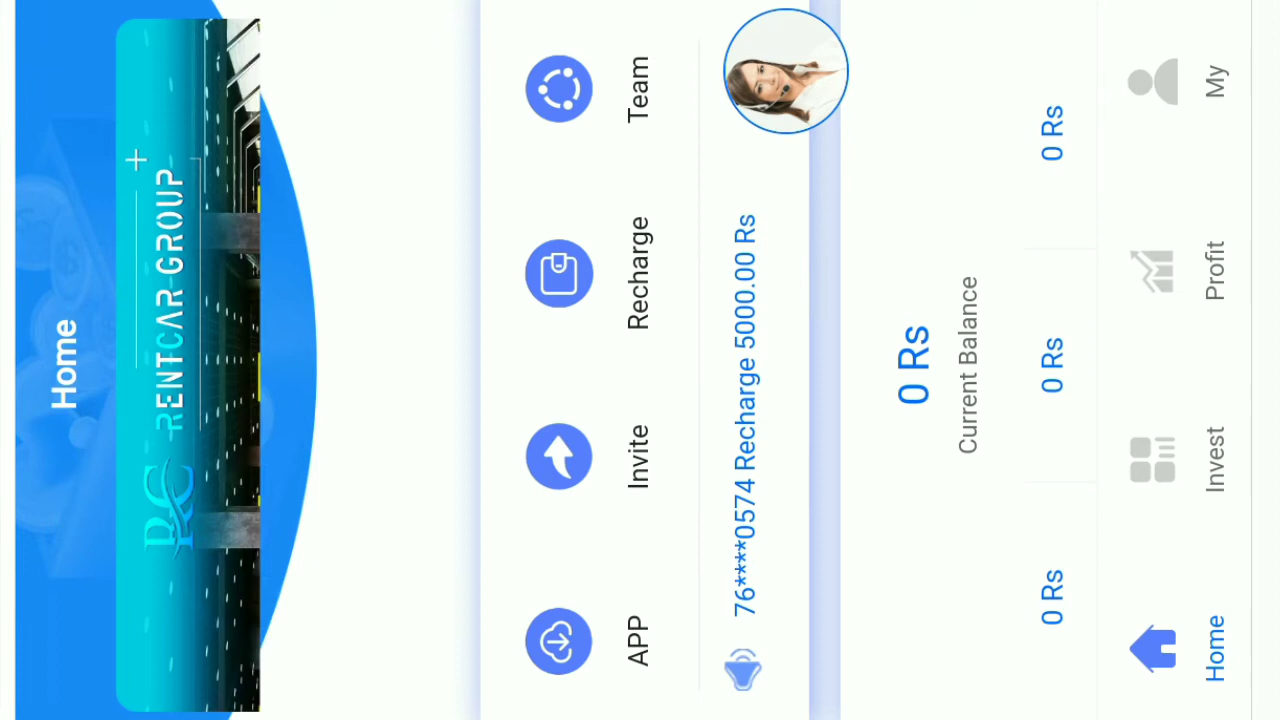 Home
RC RENTCAR GROUP
APP
Invite
Recharge
Team
76****0574 Recharge 5000.00 Rs
0 Rs
Current Balance
0 Rs
0 Rs
0 Rs
Home
Invest
Profit
My